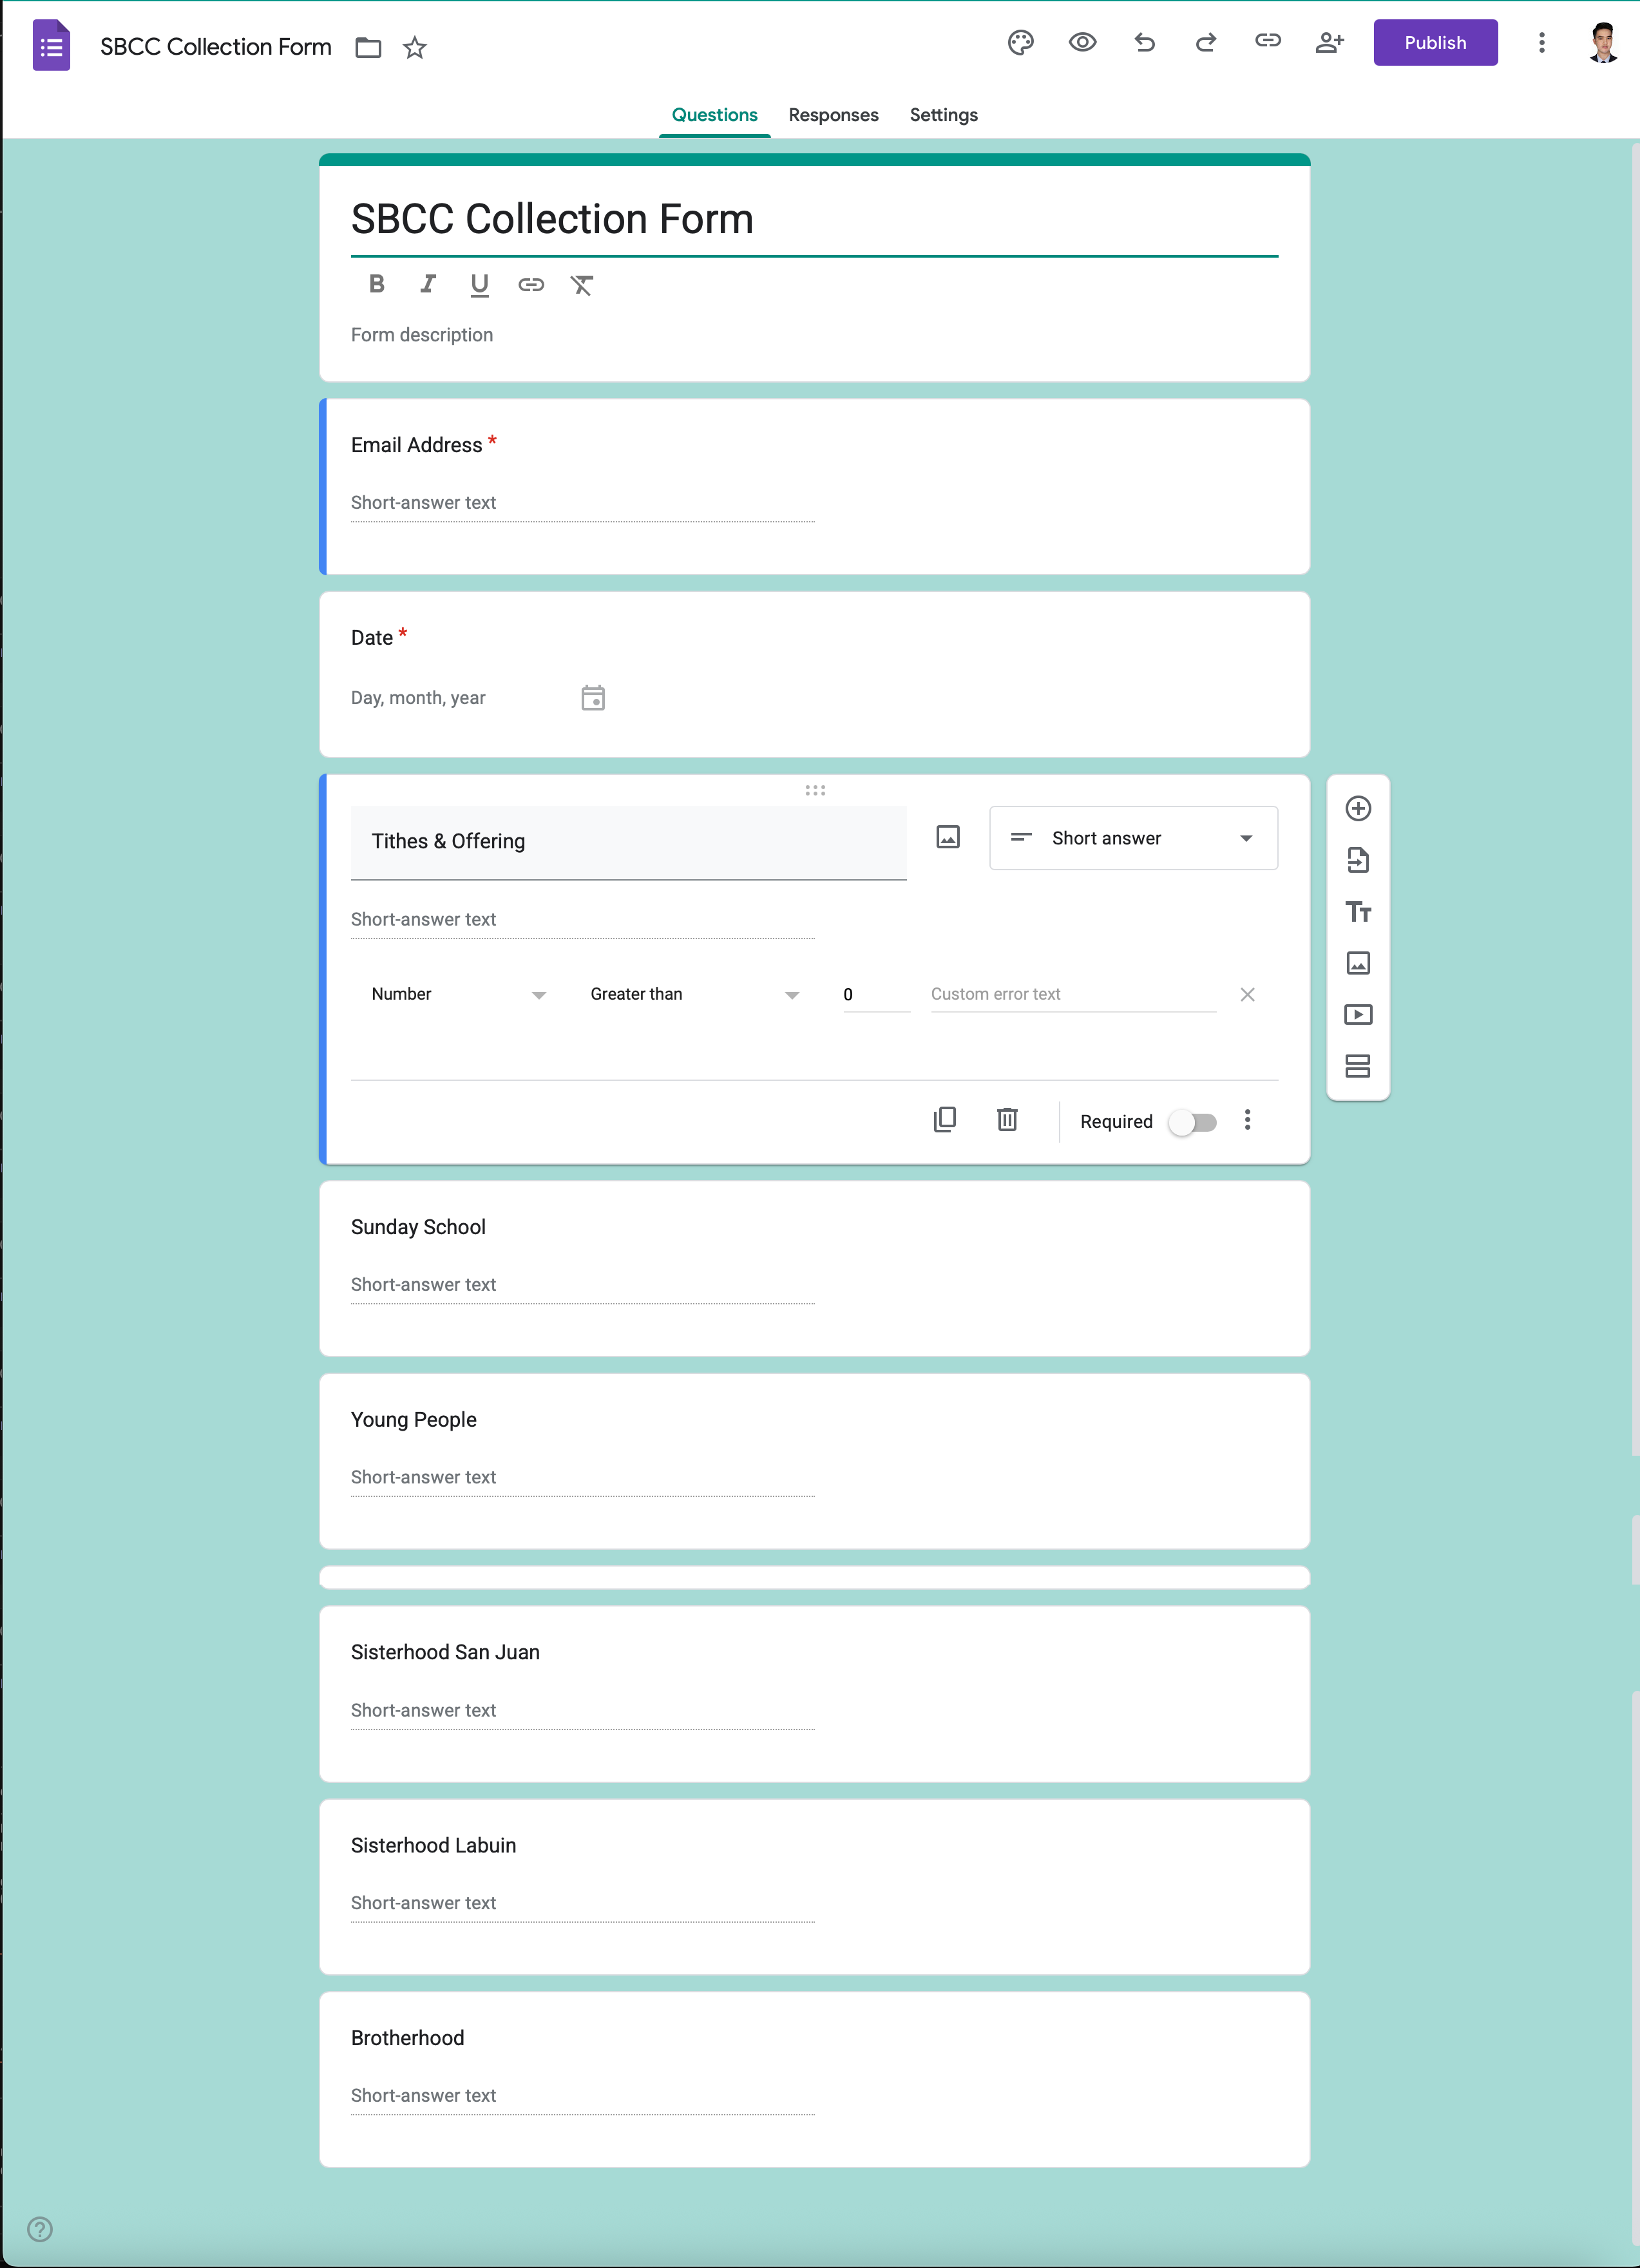 SBCC Collection Form
Publish
Questions Responses Settings
SBCC Collection Form
B I U
Form description
Email Address *
Short-answer text
Date *
Day, month, year
Tithes & Offering
Short answer
Short-answer text
Number Greater than 0 Custom error text
Required
Sunday School
Short-answer text
Young People
Short-answer text
Sisterhood San Juan
Short-answer text
Sisterhood Labuin
Short-answer text
Brotherhood
Short-answer text